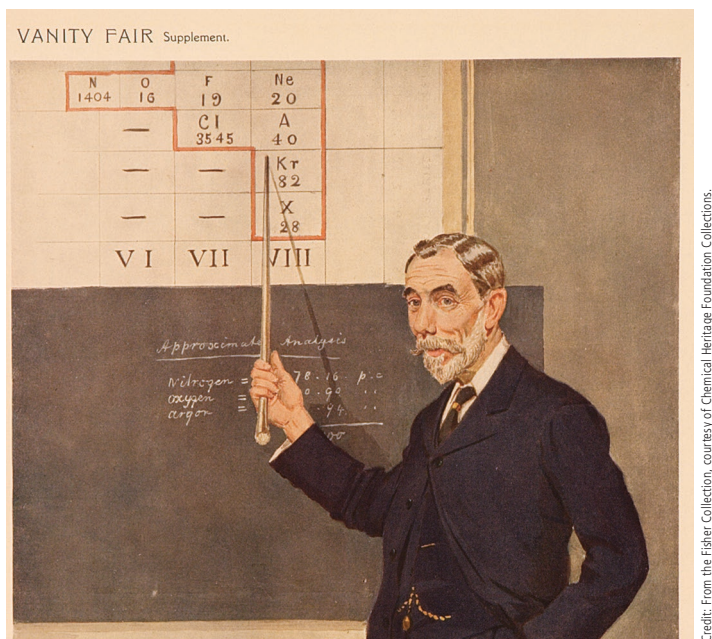 VANITY FAIR Supplement.
N O F Ne
1404 16 19 20
— Cl A
3545 40
— — Kr
82
— — X
28
VI VII VIII
Approximate Analysis
Nitrogen = 78.16 p.c
oxygen =
argon = .94
Credit: From the Fisher Collection, courtesy of Chemical Heritage Foundation Collections.